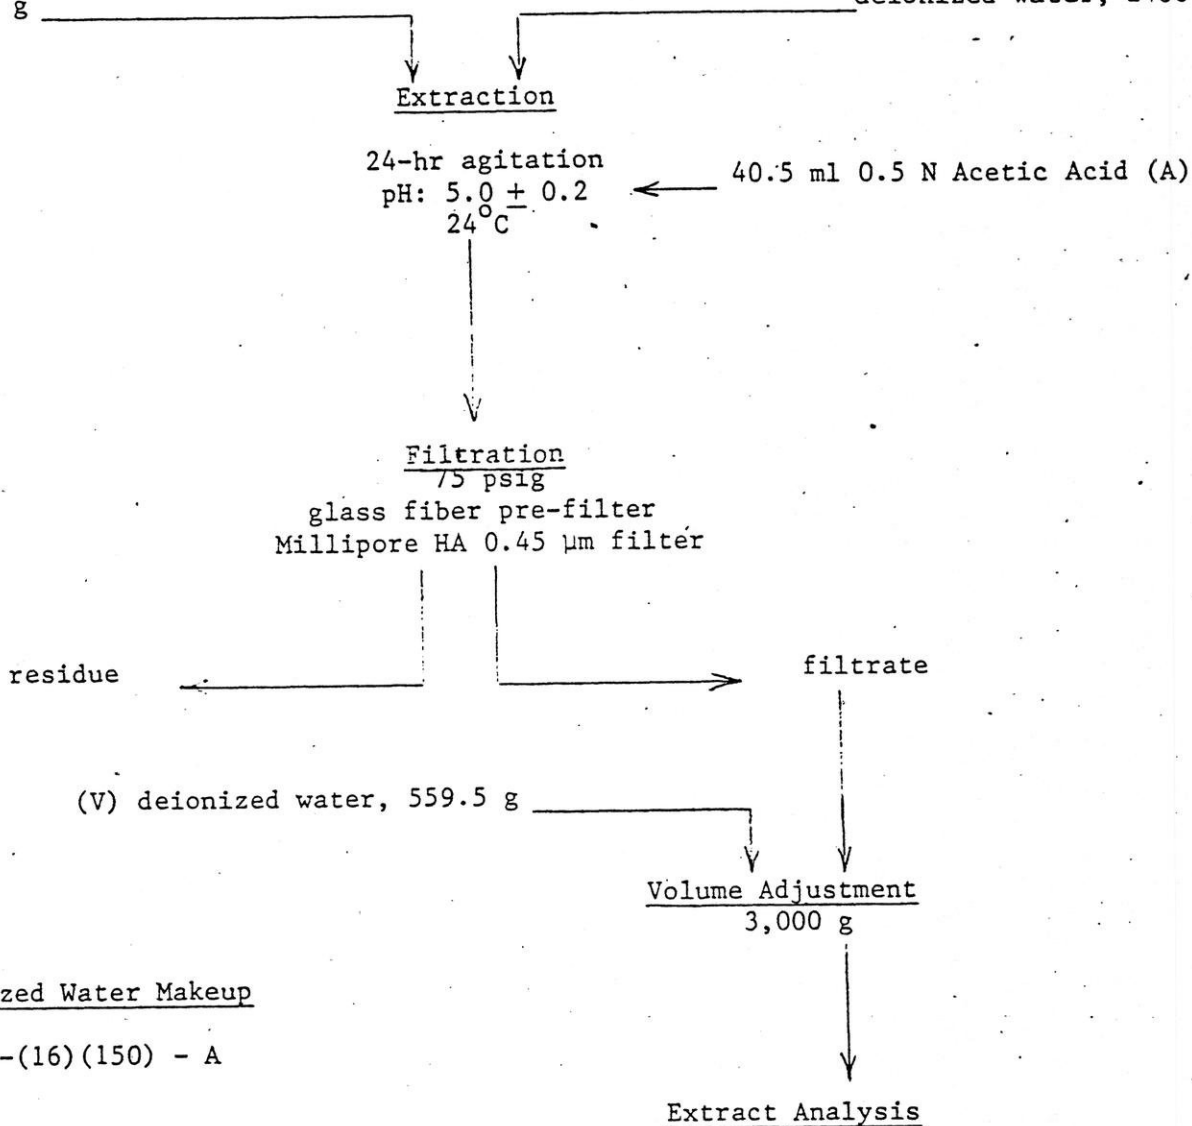 g
deionized water,
Extraction
24-hr agitation
pH: 5.0 ± 0.2
24°C
40.5 ml 0.5 N Acetic Acid (A)
Filtration
75 psig
glass fiber pre-filter
Millipore HA 0.45 µm filter
residue
filtrate
(V) deionized water, 559.5 g
Volume Adjustment
3,000 g
zed Water Makeup
-(16)(150) - A
Extract Analysis